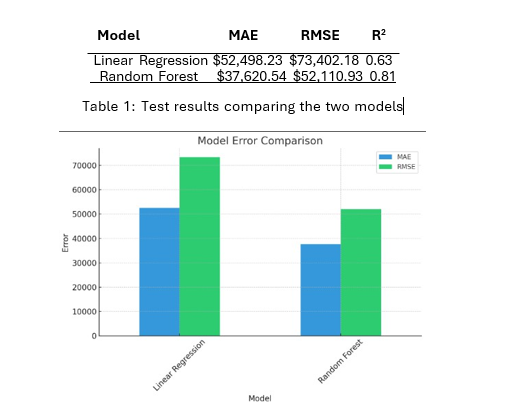 Model MAE RMSE R²
Linear Regression $52,498.23 $73,402.18 0.63
Random Forest $37,620.54 $52,110.93 0.81
Table 1: Test results comparing the two models
Model Error Comparison
MAE
RMSE
70000
60000
50000
40000
30000
20000
10000
0
Error
Linear Regression
Random Forest
Model